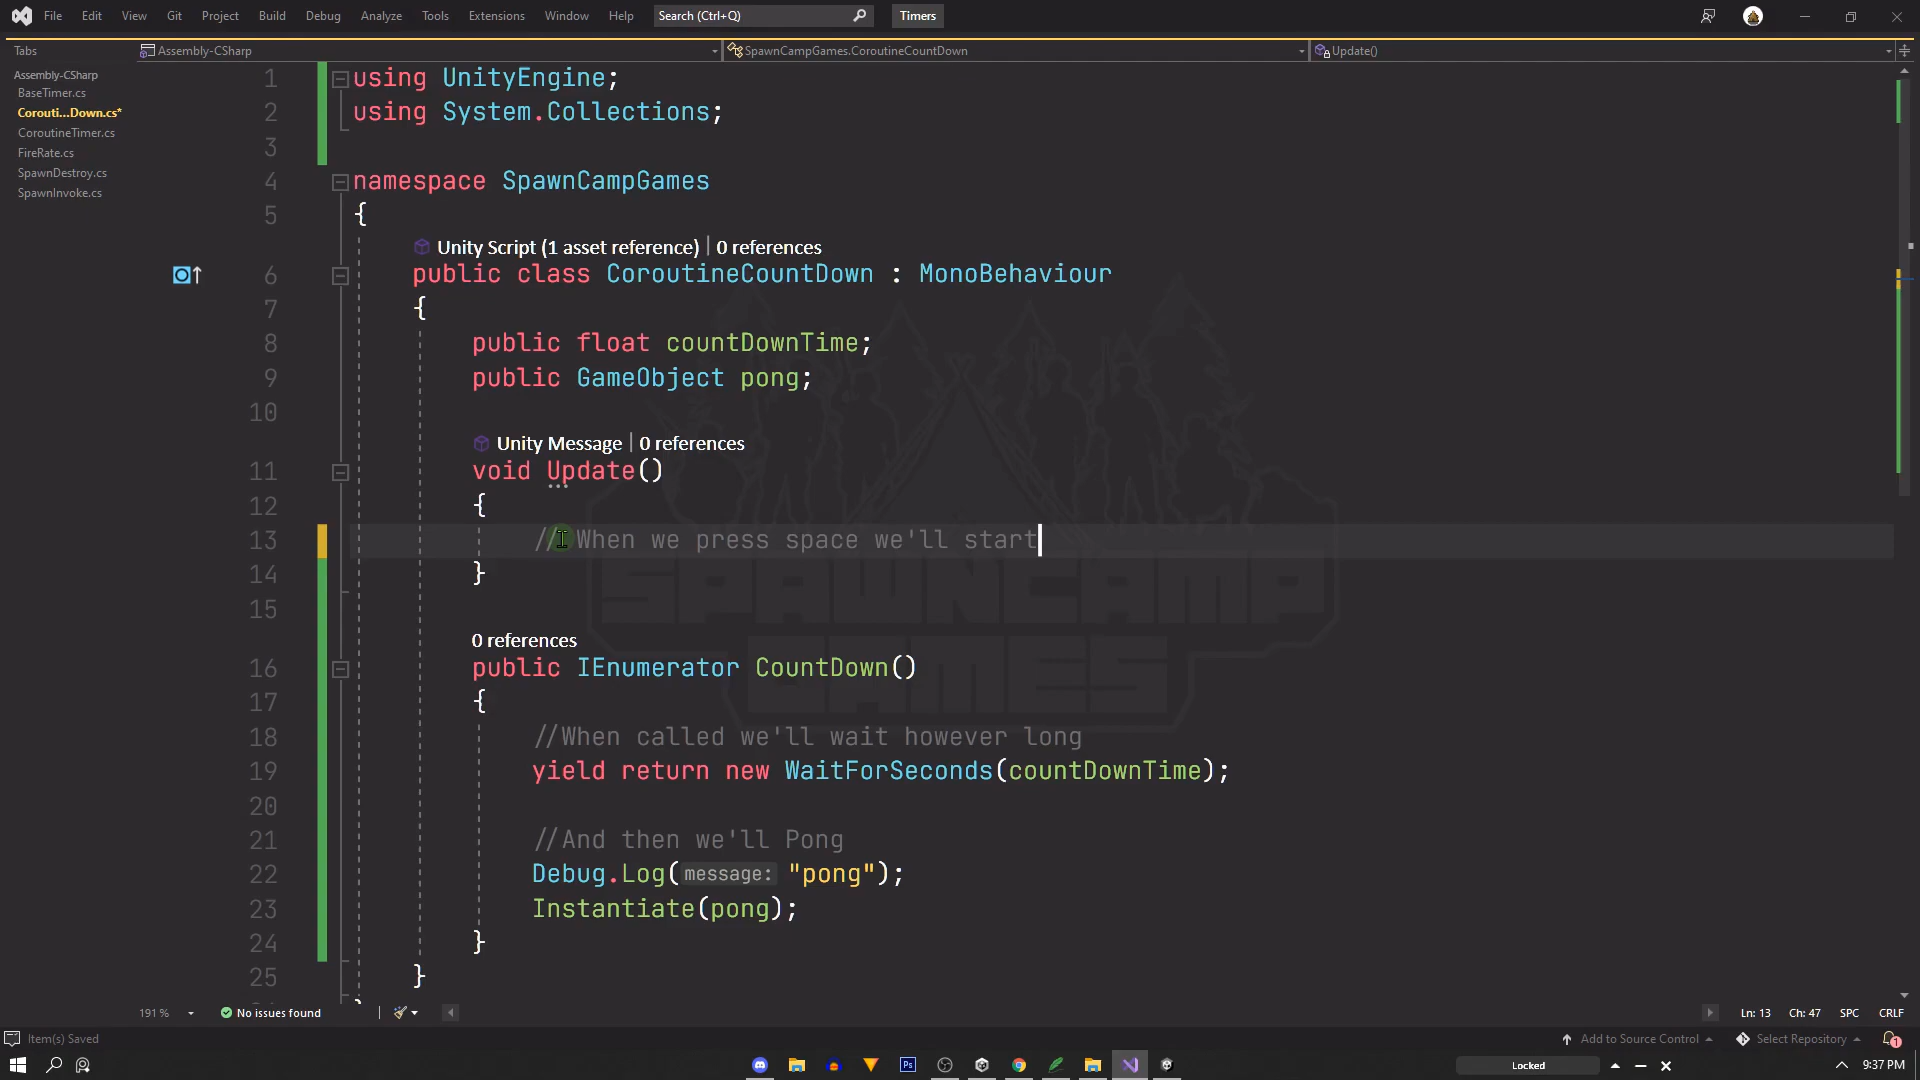 File Edit View Git Project Build Debug Analyze Tools Extensions Window Help Search (Ctrl+Q) Timers
Tabs Assembly-CSharp SpawnCampGames.CoroutineCountDown Update()
Assembly-CSharp
BaseTimer.cs
Corouti...Down.cs*
CoroutineTimer.cs
FireRate.cs
SpawnDestroy.cs
SpawnInvoke.cs
1 using UnityEngine;
2 using System.Collections;
3
4 namespace SpawnCampGames
5 {
Unity Script (1 asset reference) | 0 references
6 public class CoroutineCountDown : MonoBehaviour
7 {
8 public float countDownTime;
9 public GameObject pong;
10
Unity Message | 0 references
11 void Update()
12 {
13 // When we press space we'll start
14 }
15
0 references
16 public IEnumerator CountDown()
17 {
18 //When called we'll wait however long
19 yield return new WaitForSeconds(countDownTime);
20
21 //And then we'll Pong
22 Debug.Log(message: "pong");
23 Instantiate(pong);
24 }
25 }
SPAWNCAMP
GAMES
191 % No issues found Ln: 13 Ch: 47 SPC CRLF
Item(s) Saved Add to Source Control Select Repository 1
Ps Locked 9:37 PM